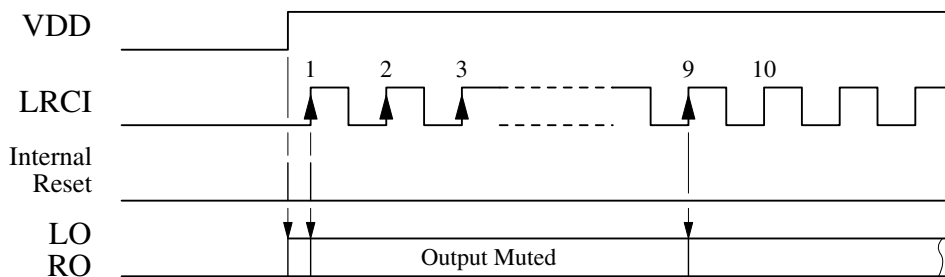 VDD
1 2 3 9 10
LRCI
Internal
Reset
LO
RO
Output Muted